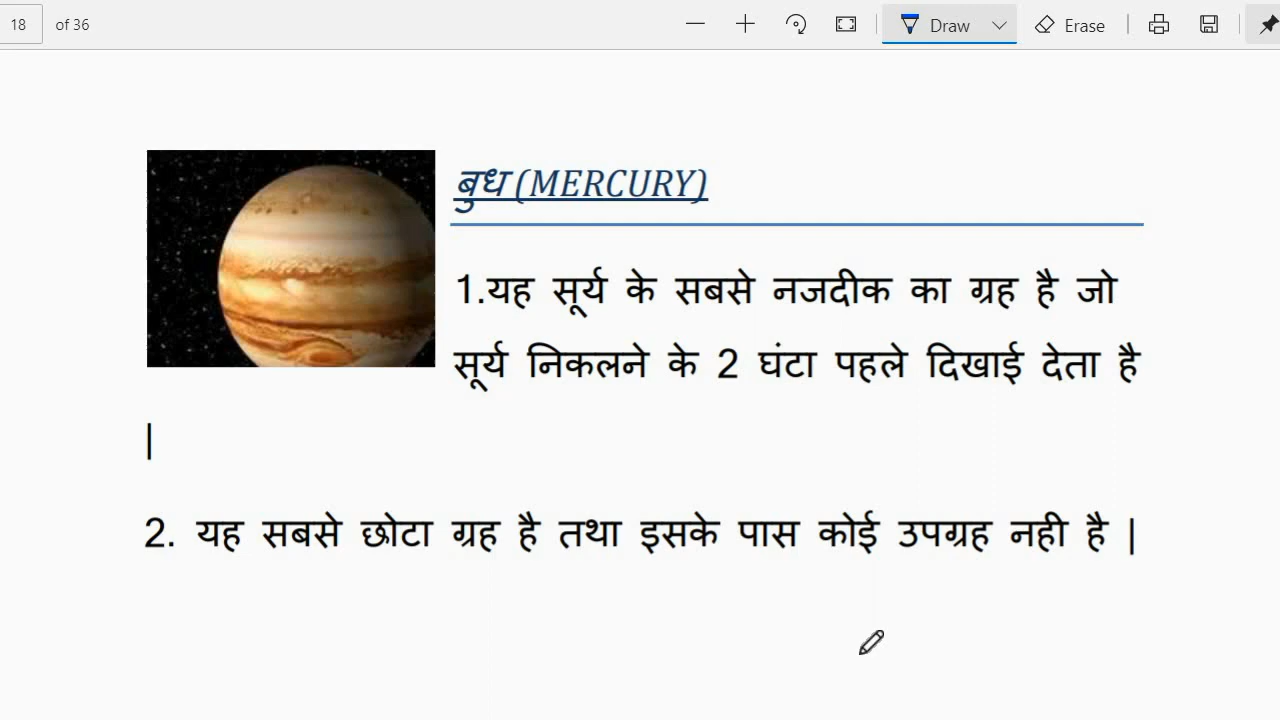 18 of 36 Draw Erase
बुध (MERCURY)
1.यह सूर्य के सबसे नजदीक का ग्रह है जो
सूर्य निकलने के 2 घंटा पहले दिखाई देता है
|
2. यह सबसे छोटा ग्रह है तथा इसके पास कोई उपग्रह नही है |